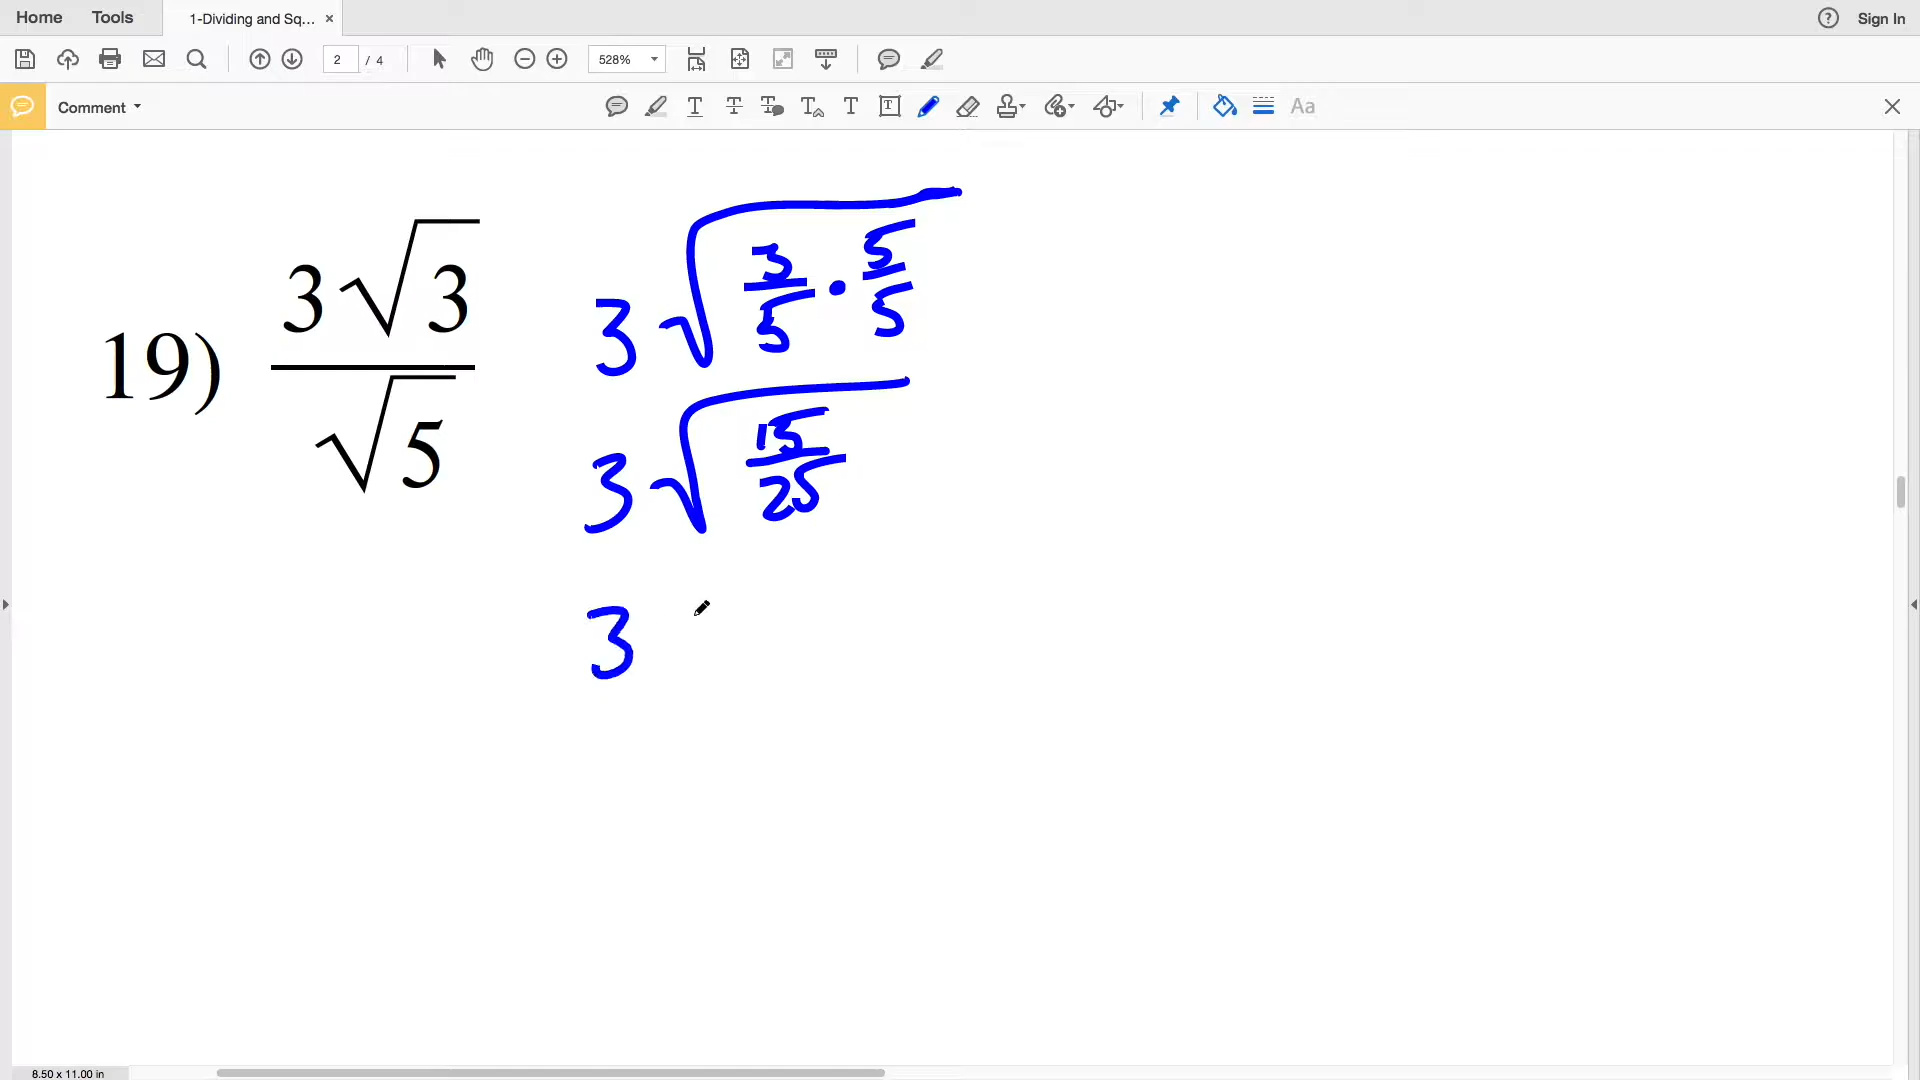 Home Tools 1-Dividing and Sq... × ? Sign In
2 / 4 528%
Comment T T T T T T Aa
19) 3√3 / √5
3 √(3/5 · 5/5)
3 √(15/25)
3
8.50 x 11.00 in